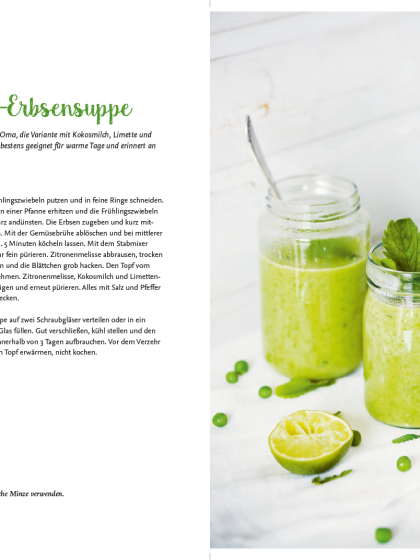 -Erbsensuppe
Oma, die Variante mit Kokosmilch, Limette und
bestens geeignet für warme Tage und erinnert an
hlingszwiebeln putzen und in feine Ringe schneiden.
n einer Pfanne erhitzen und die Frühlingszwiebeln
rz andünsten. Die Erbsen zugeben und kurz mit-
. Mit der Gemüsebrühe ablöschen und bei mittlerer
. 5 Minuten köcheln lassen. Mit dem Stabmixer
r fein pürieren. Zitronenmelisse abbrausen, trocken
n und die Blättchen grob hacken. Den Topf vom
ehmen. Zitronenmelisse, Kokosmilch und Limetten-
igen und erneut pürieren. Alles mit Salz und Pfeffer
ecken.
pe auf zwei Schraubgläser verteilen oder in ein
Glas füllen. Gut verschließen, kühl stellen und den
nnerhalb von 3 Tagen aufbrauchen. Vor dem Verzehr
n Topf erwärmen, nicht kochen.
che Minze verwenden.